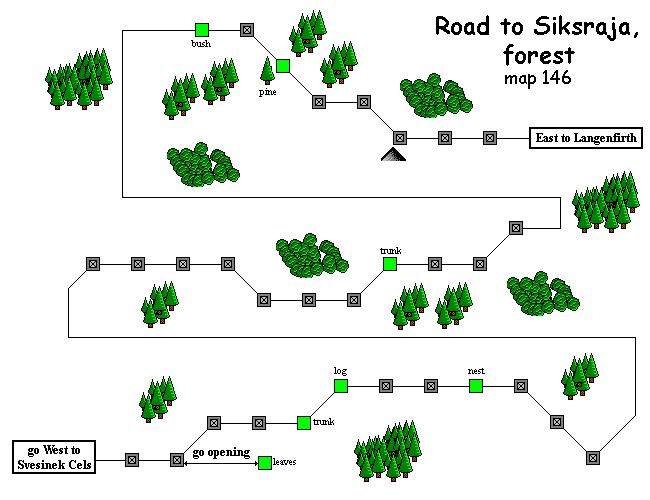 Road to Siksraja,
forest
map 146
bush
pine
East to Langenfirth
trunk
log
nest
trunk
go West to
Svesinek Cels
go opening
leaves